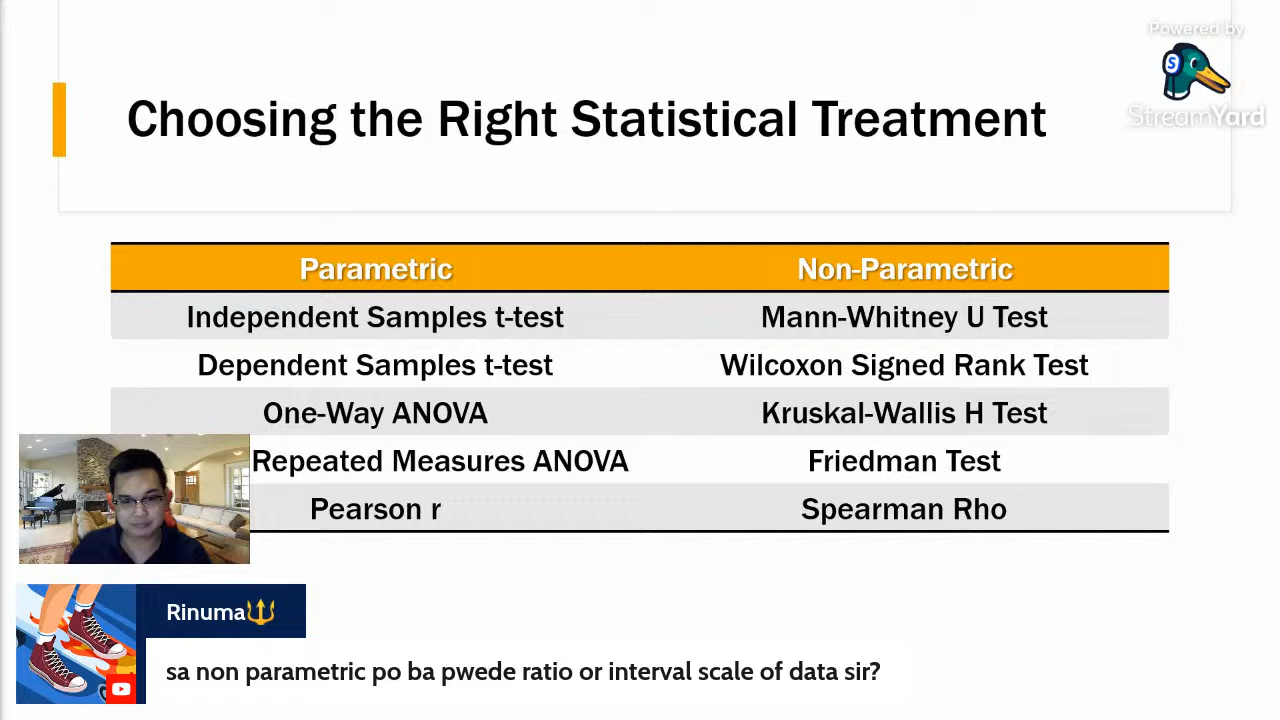 Powered by
StreamYard
Choosing the Right Statistical Treatment
Parametric Non-Parametric
Independent Samples t-test Mann-Whitney U Test
Dependent Samples t-test Wilcoxon Signed Rank Test
One-Way ANOVA Kruskal-Wallis H Test
Repeated Measures ANOVA Friedman Test
Pearson r Spearman Rho
Rinuma🔱
sa non parametric po ba pwede ratio or interval scale of data sir?